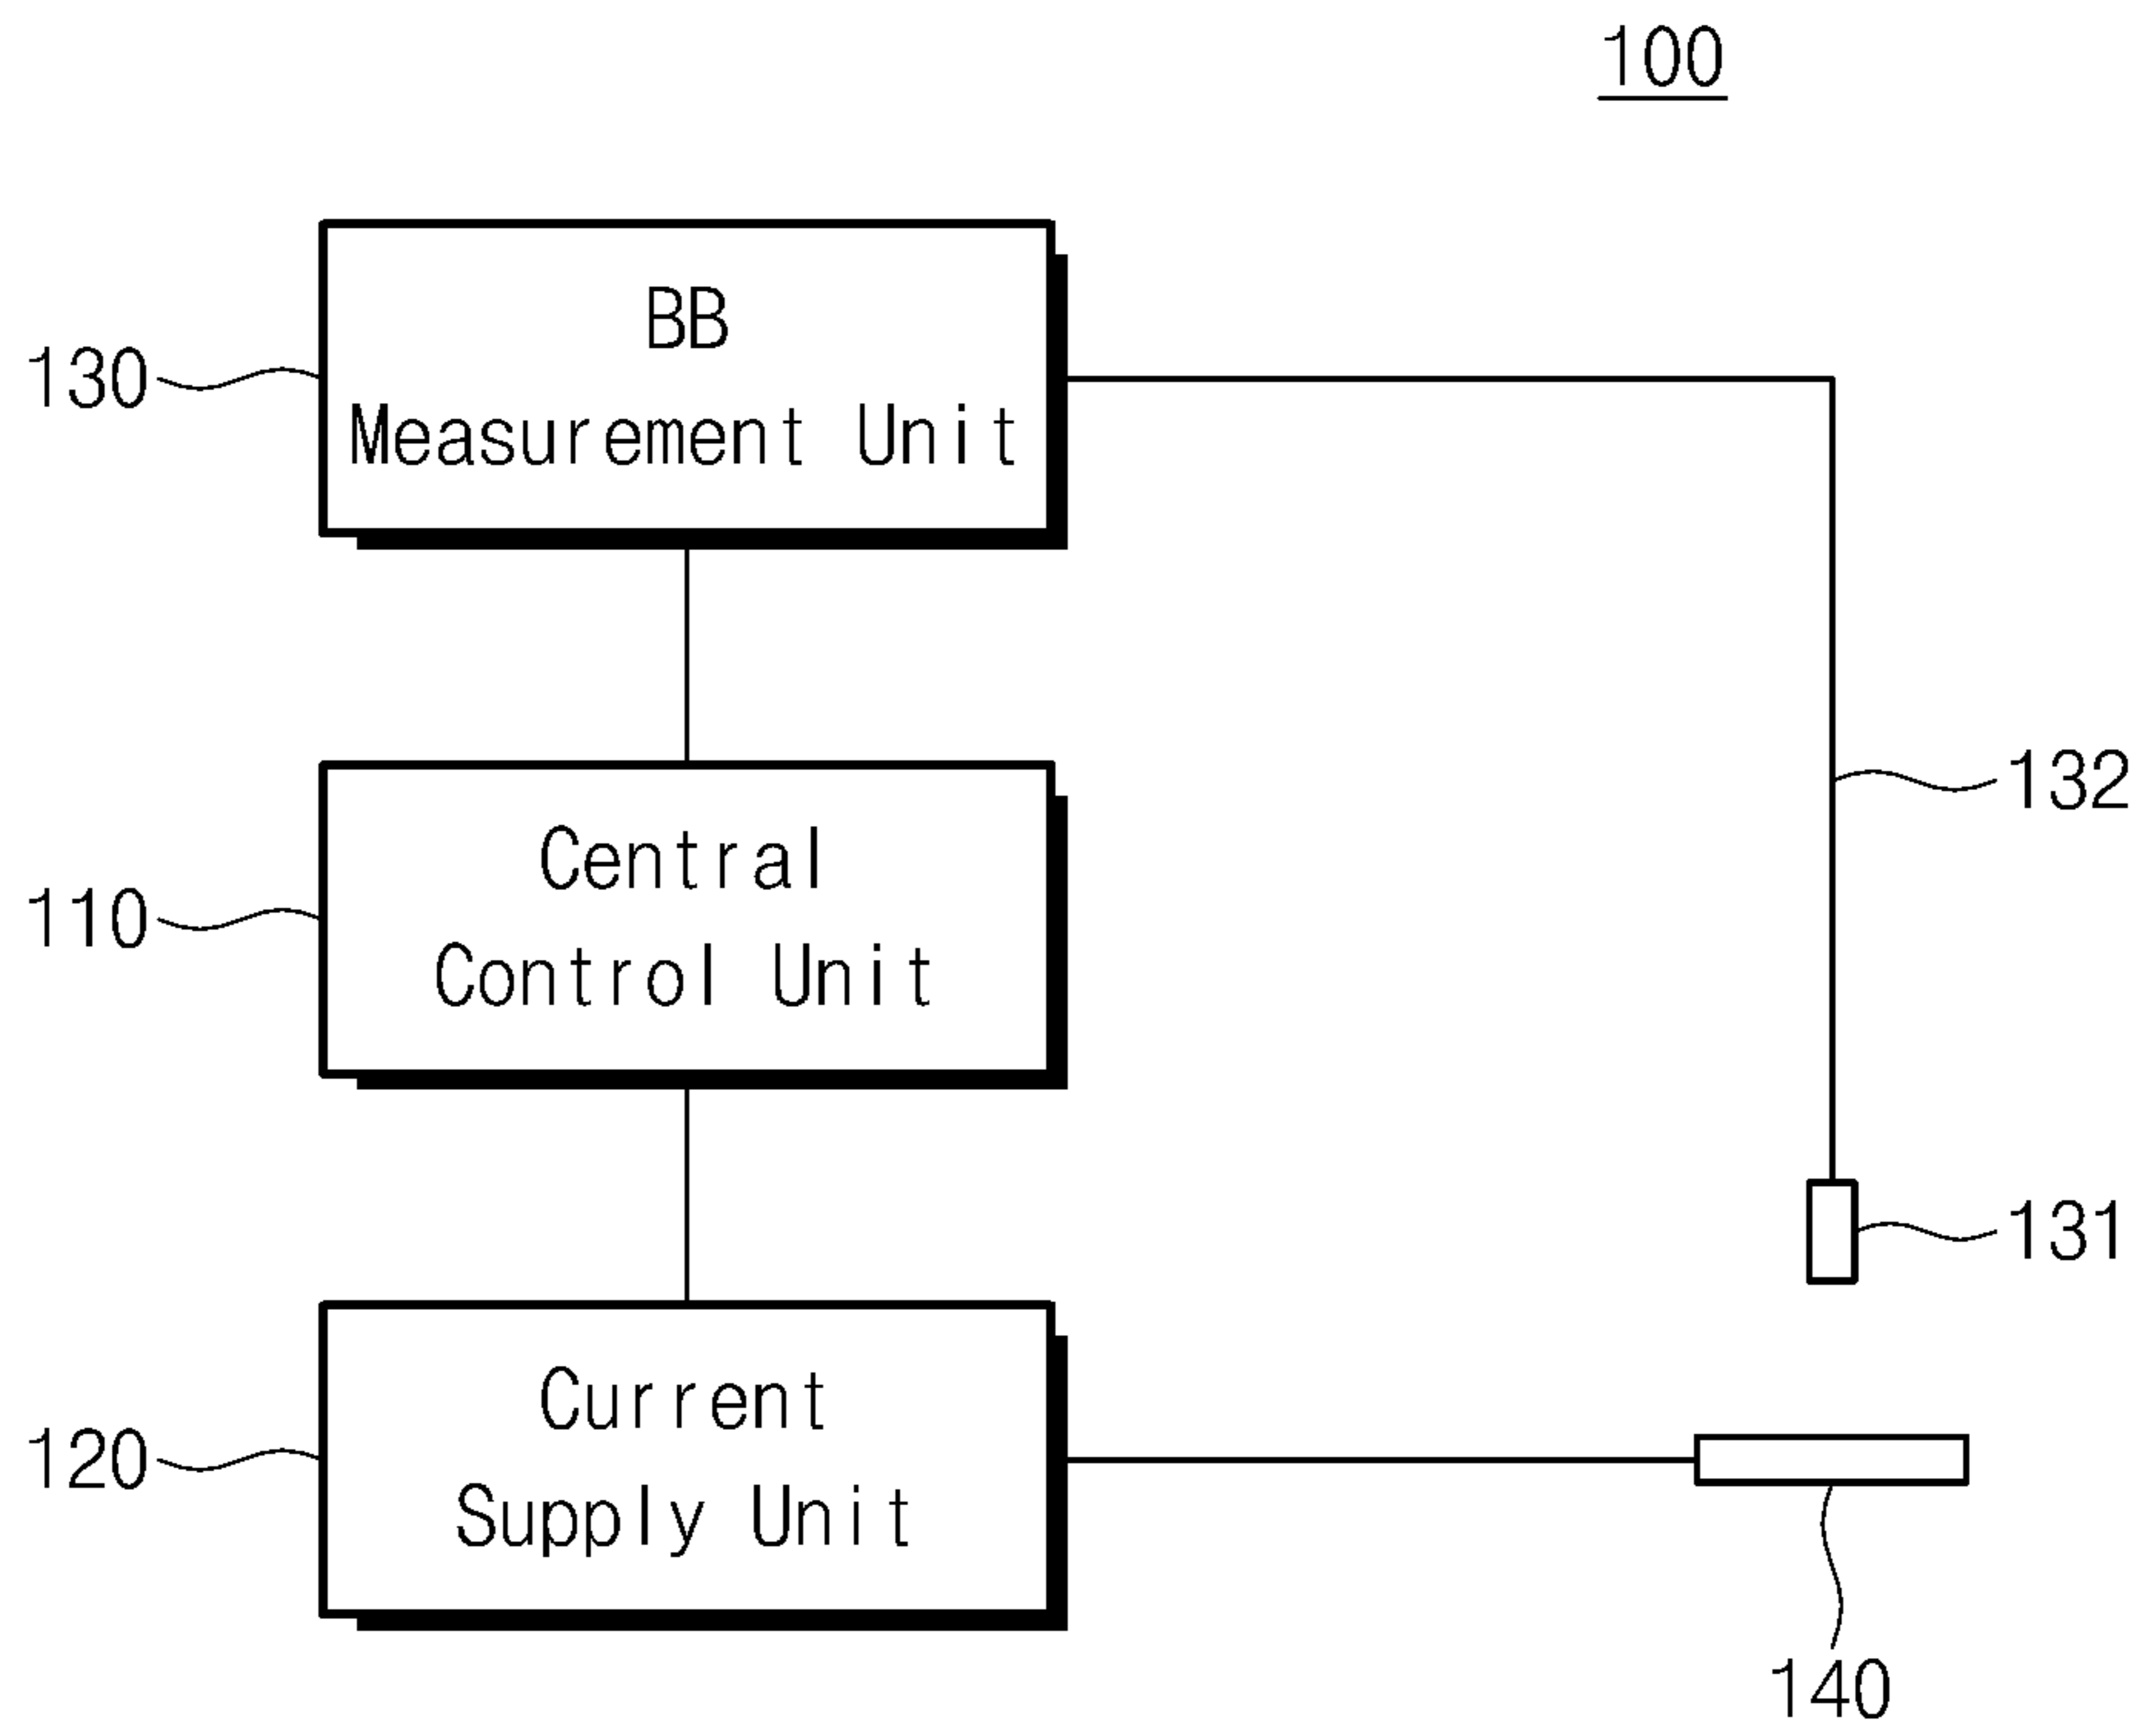 100
BB
Measurement Unit
130
132
Central
Control Unit
110
131
Current
Supply Unit
120
140